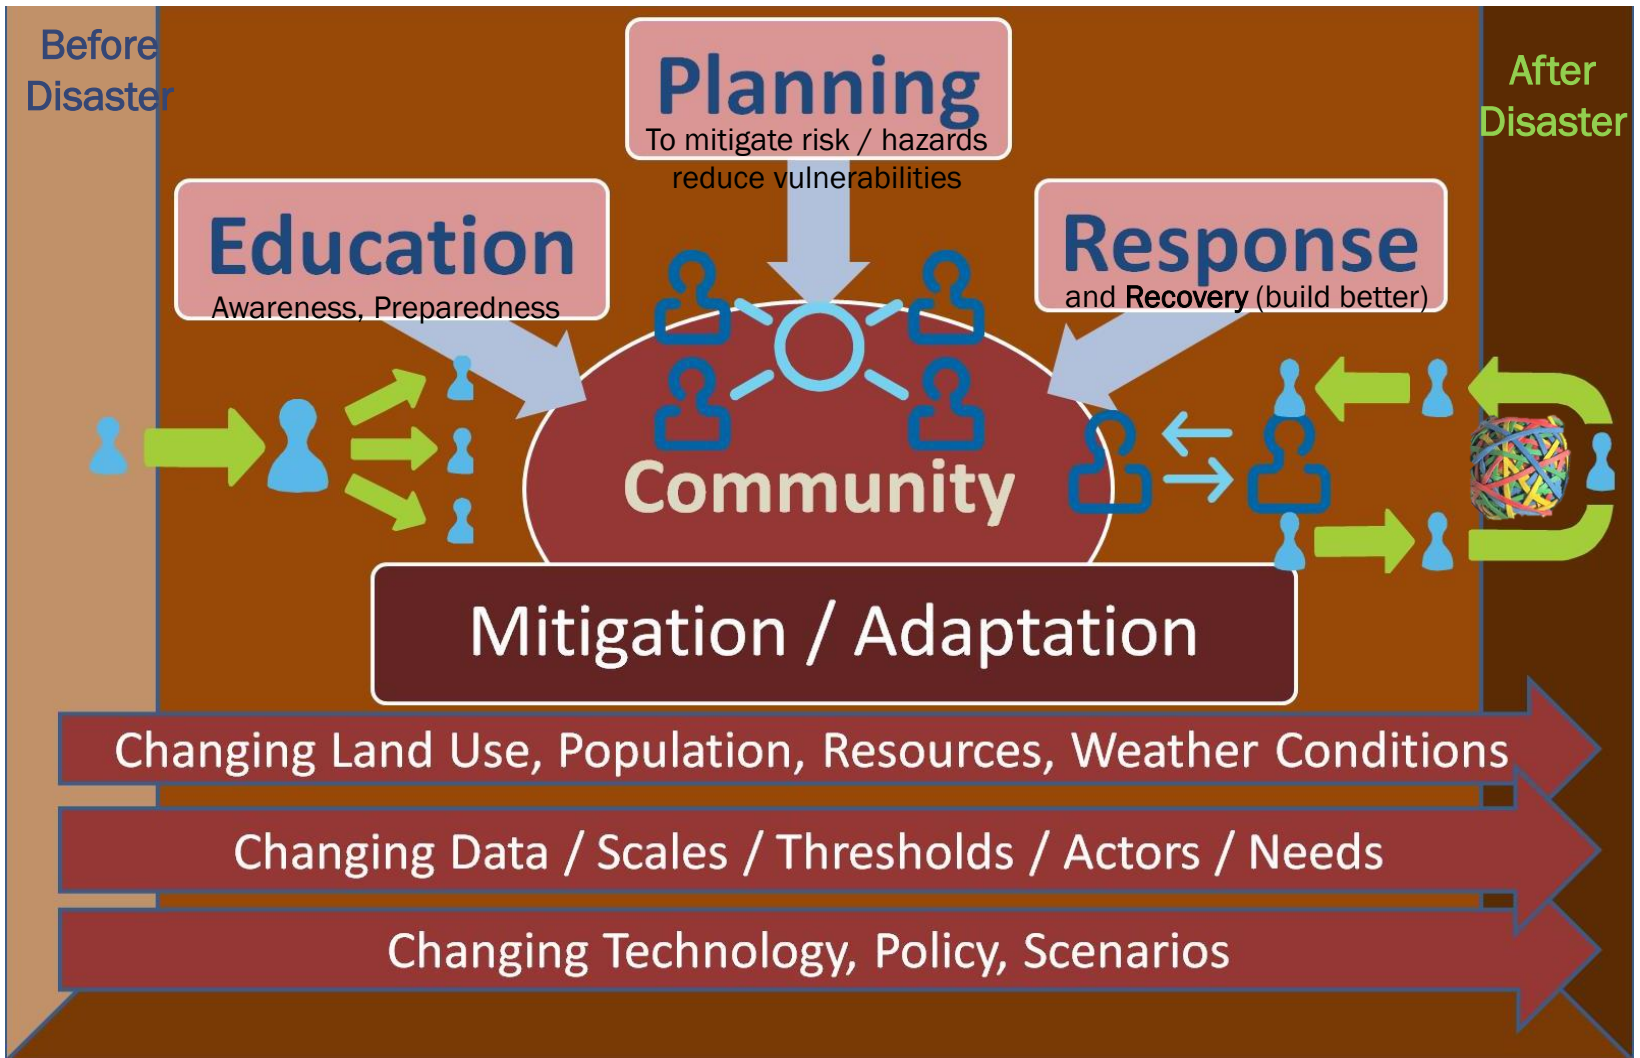 Before
Disaster
Planning
To mitigate risk / hazards
reduce vulnerabilities
After
Disaster
Education
Awareness, Preparedness
Response
and Recovery (build better)
Community
Mitigation / Adaptation
Changing Land Use, Population, Resources, Weather Conditions
Changing Data / Scales / Thresholds / Actors / Needs
Changing Technology, Policy, Scenarios